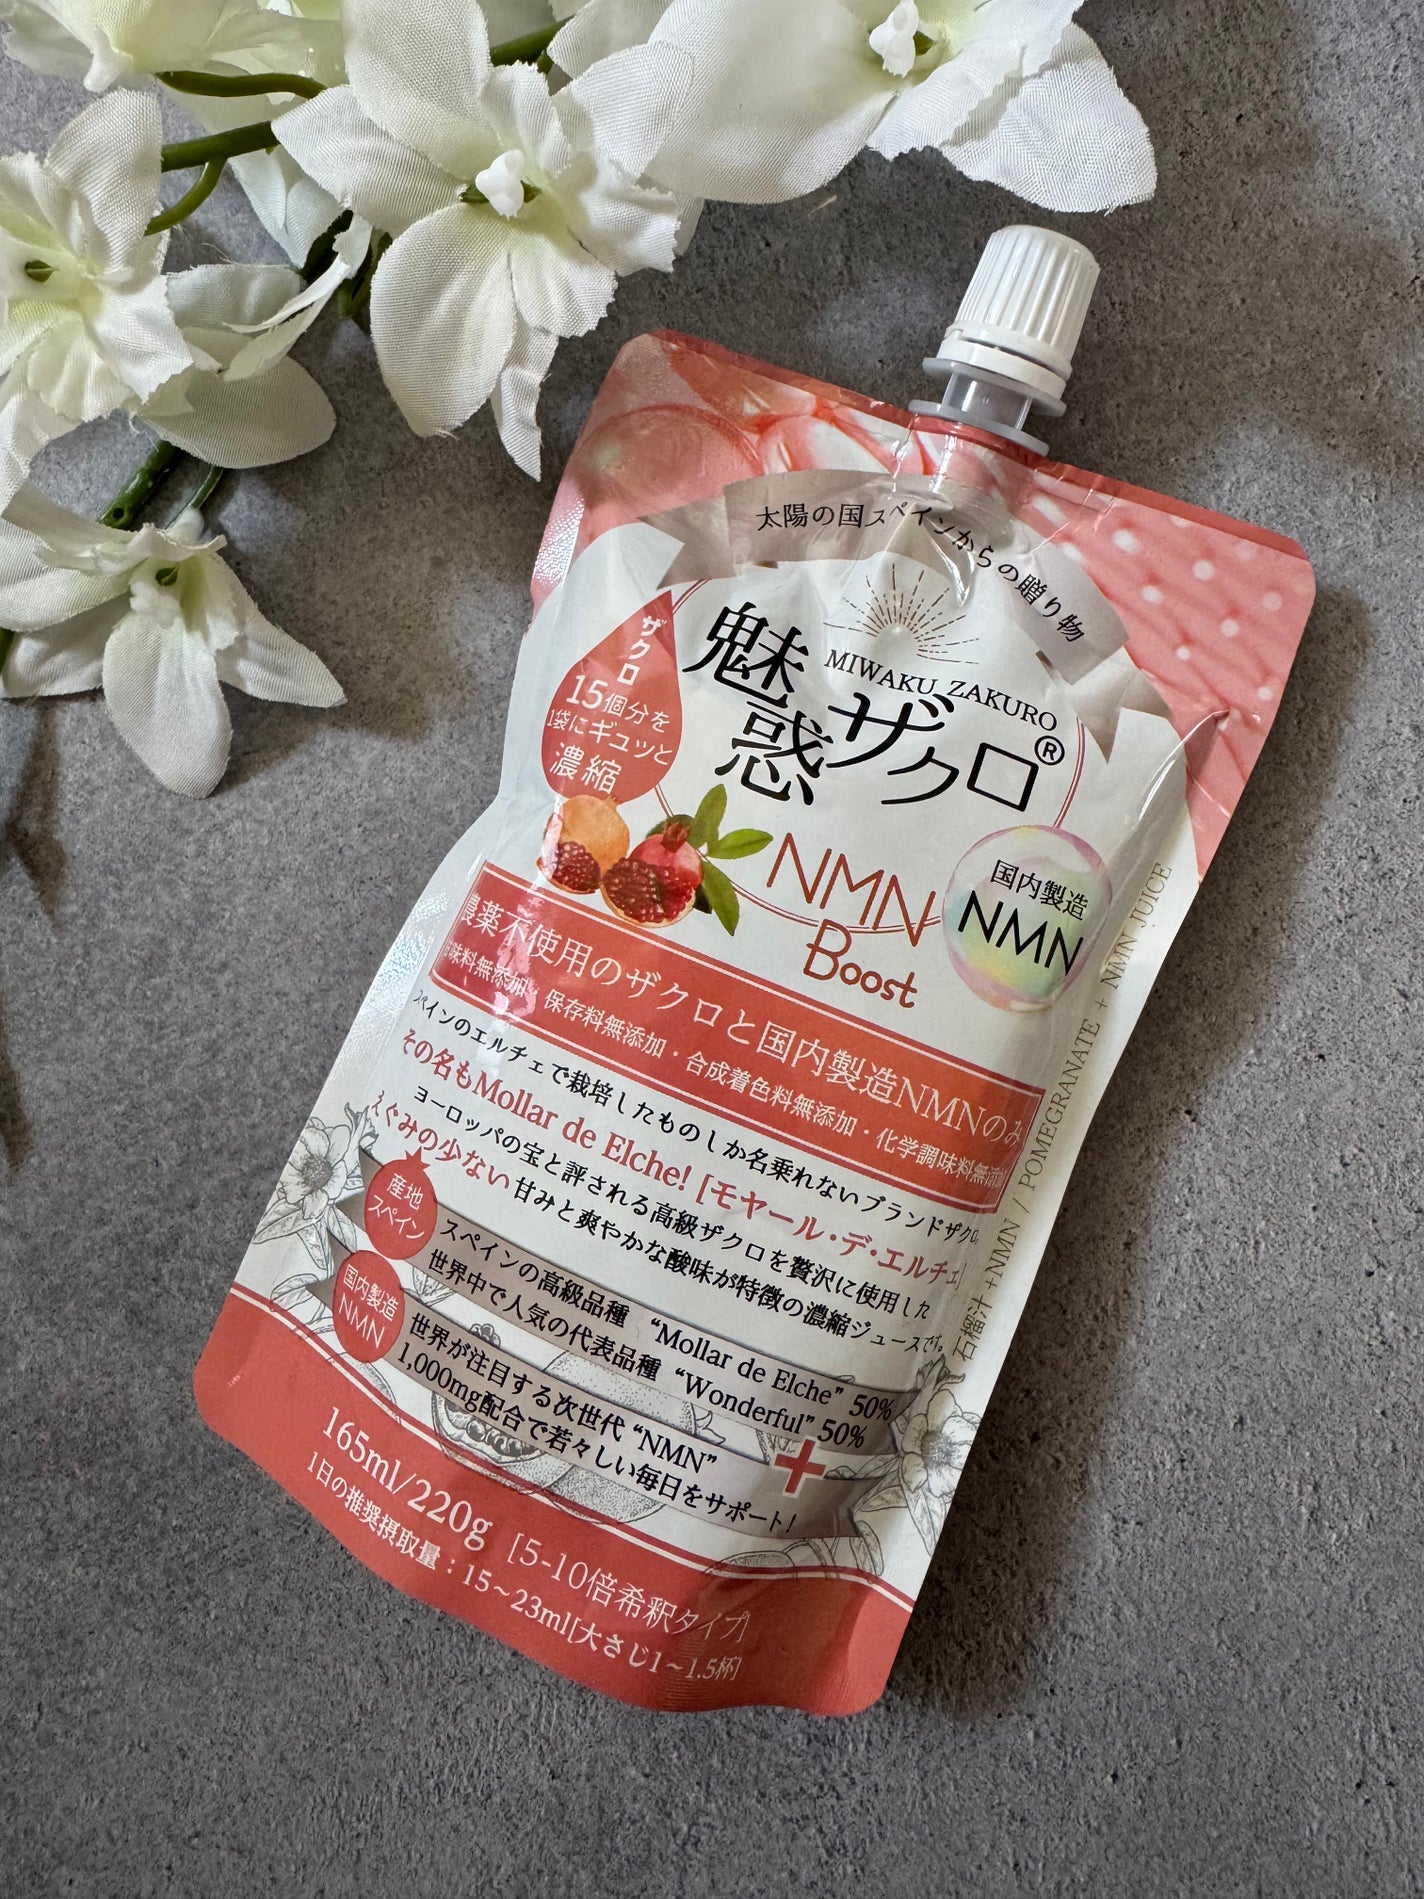 太陽の国スペインからの贈り物
MIWAKU ZAKURO
魅惑ザクロ®
ザクロ
15個分を
1袋にギュッと
濃縮
NMN
Boost
国内製造
NMN
農薬不使用のザクロと国内製造NMNのみ
甘味料無添加・保存料無添加・合成着色料無添加・化学調味料無添加
スペインのエルチェで栽培したものしか名乗れないブランドザクロ。
その名もMollar de Elche! [モヤール・デ・エルチェ]
ヨーロッパの宝と評される高級ザクロを贅沢に使用した
えぐみの少ない甘みと爽やかな酸味が特徴の濃縮ジュースです。
産地
スペイン
スペインの高級品種 “Mollar de Elche” 50%
世界中で人気の代表品種 “Wonderful” 50%
+
国内製造
NMN
世界が注目する次世代 “NMN”
1,000mg配合で若々しい毎日をサポート!
165ml/220g [5-10倍希釈タイプ]
1日の推奨摂取量:15~23ml[大さじ1~1.5杯]
石榴汁+NMN / POMEGRANATE + NMN JUICE